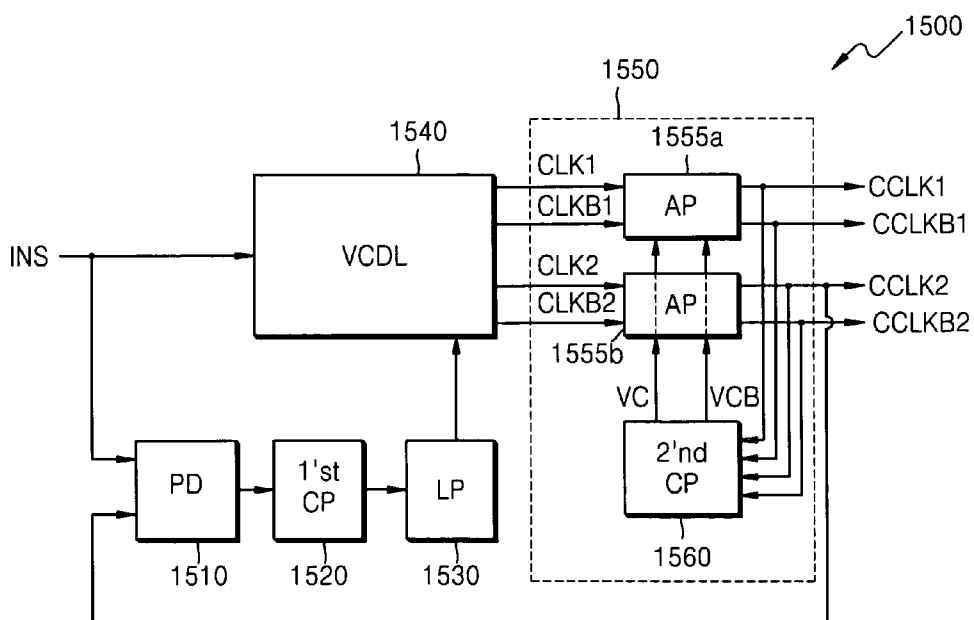 1500
1550
1540
1555a
CLK1
CCLK1
AP
CLKB1
CCLKB1
INS
VCDL
CLK2
CCLK2
AP
CLKB2
CCLKB2
1555b
VC
VCB
PD
1'st
CP
LP
2'nd
CP
1510
1520
1530
1560